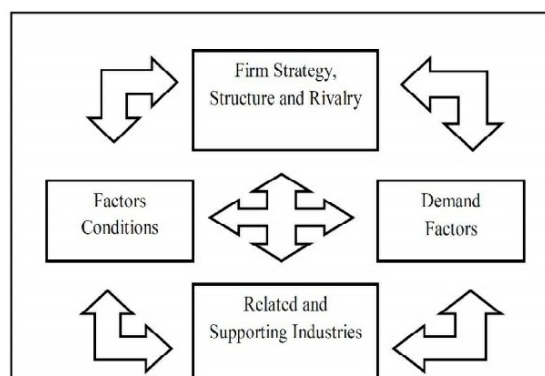 Firm Strategy,
Structure and Rivalry
Factors
Conditions
Demand
Factors
Related and
Supporting Industries